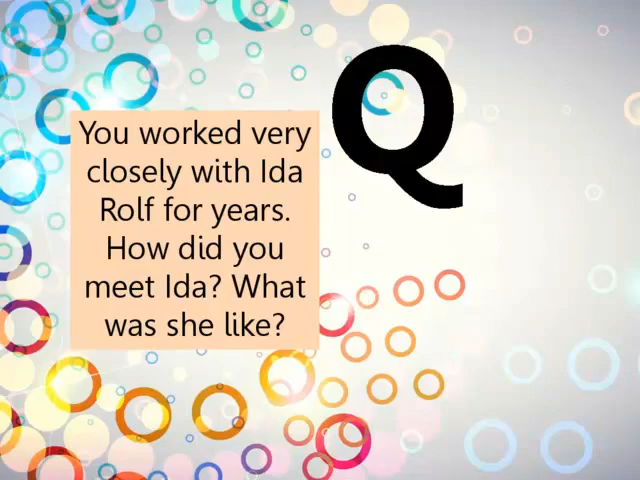 Q
You worked very
closely with Ida
Rolf for years.
How did you
meet Ida? What
was she like?